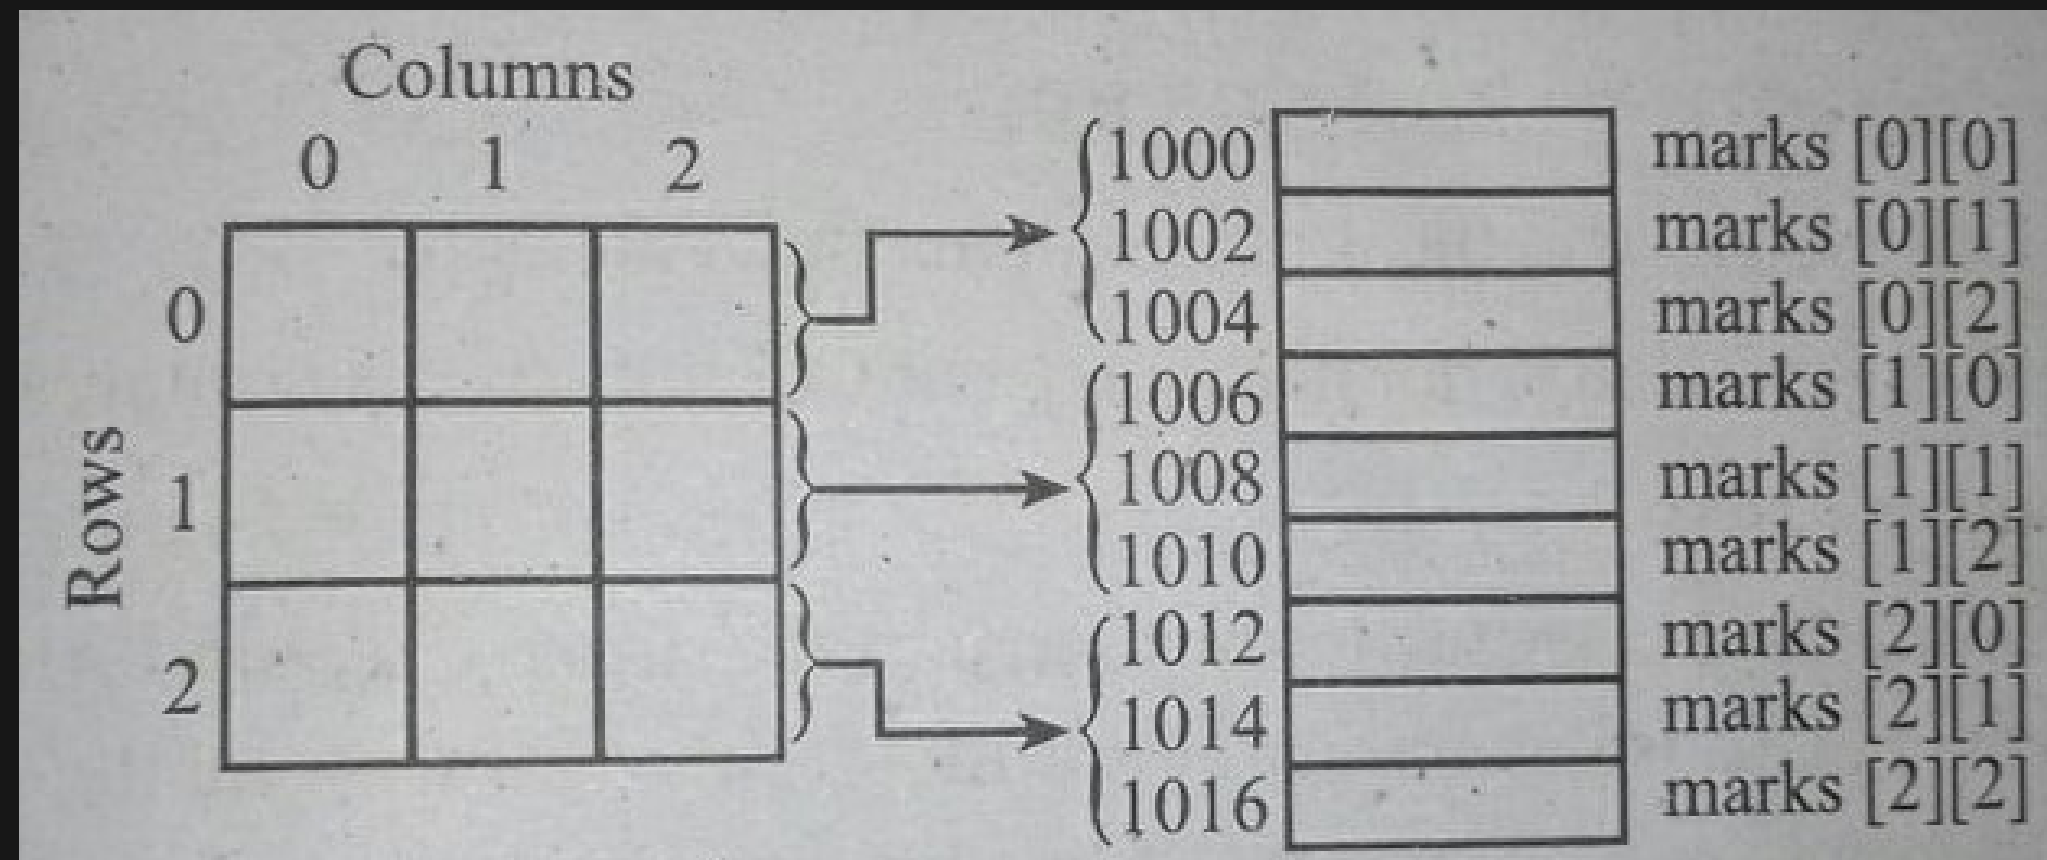 Columns
0 1 2
Rows
0
1
2
1000 marks [0][0]
1002 marks [0][1]
1004 marks [0][2]
1006 marks [1][0]
1008 marks [1][1]
1010 marks [1][2]
1012 marks [2][0]
1014 marks [2][1]
1016 marks [2][2]